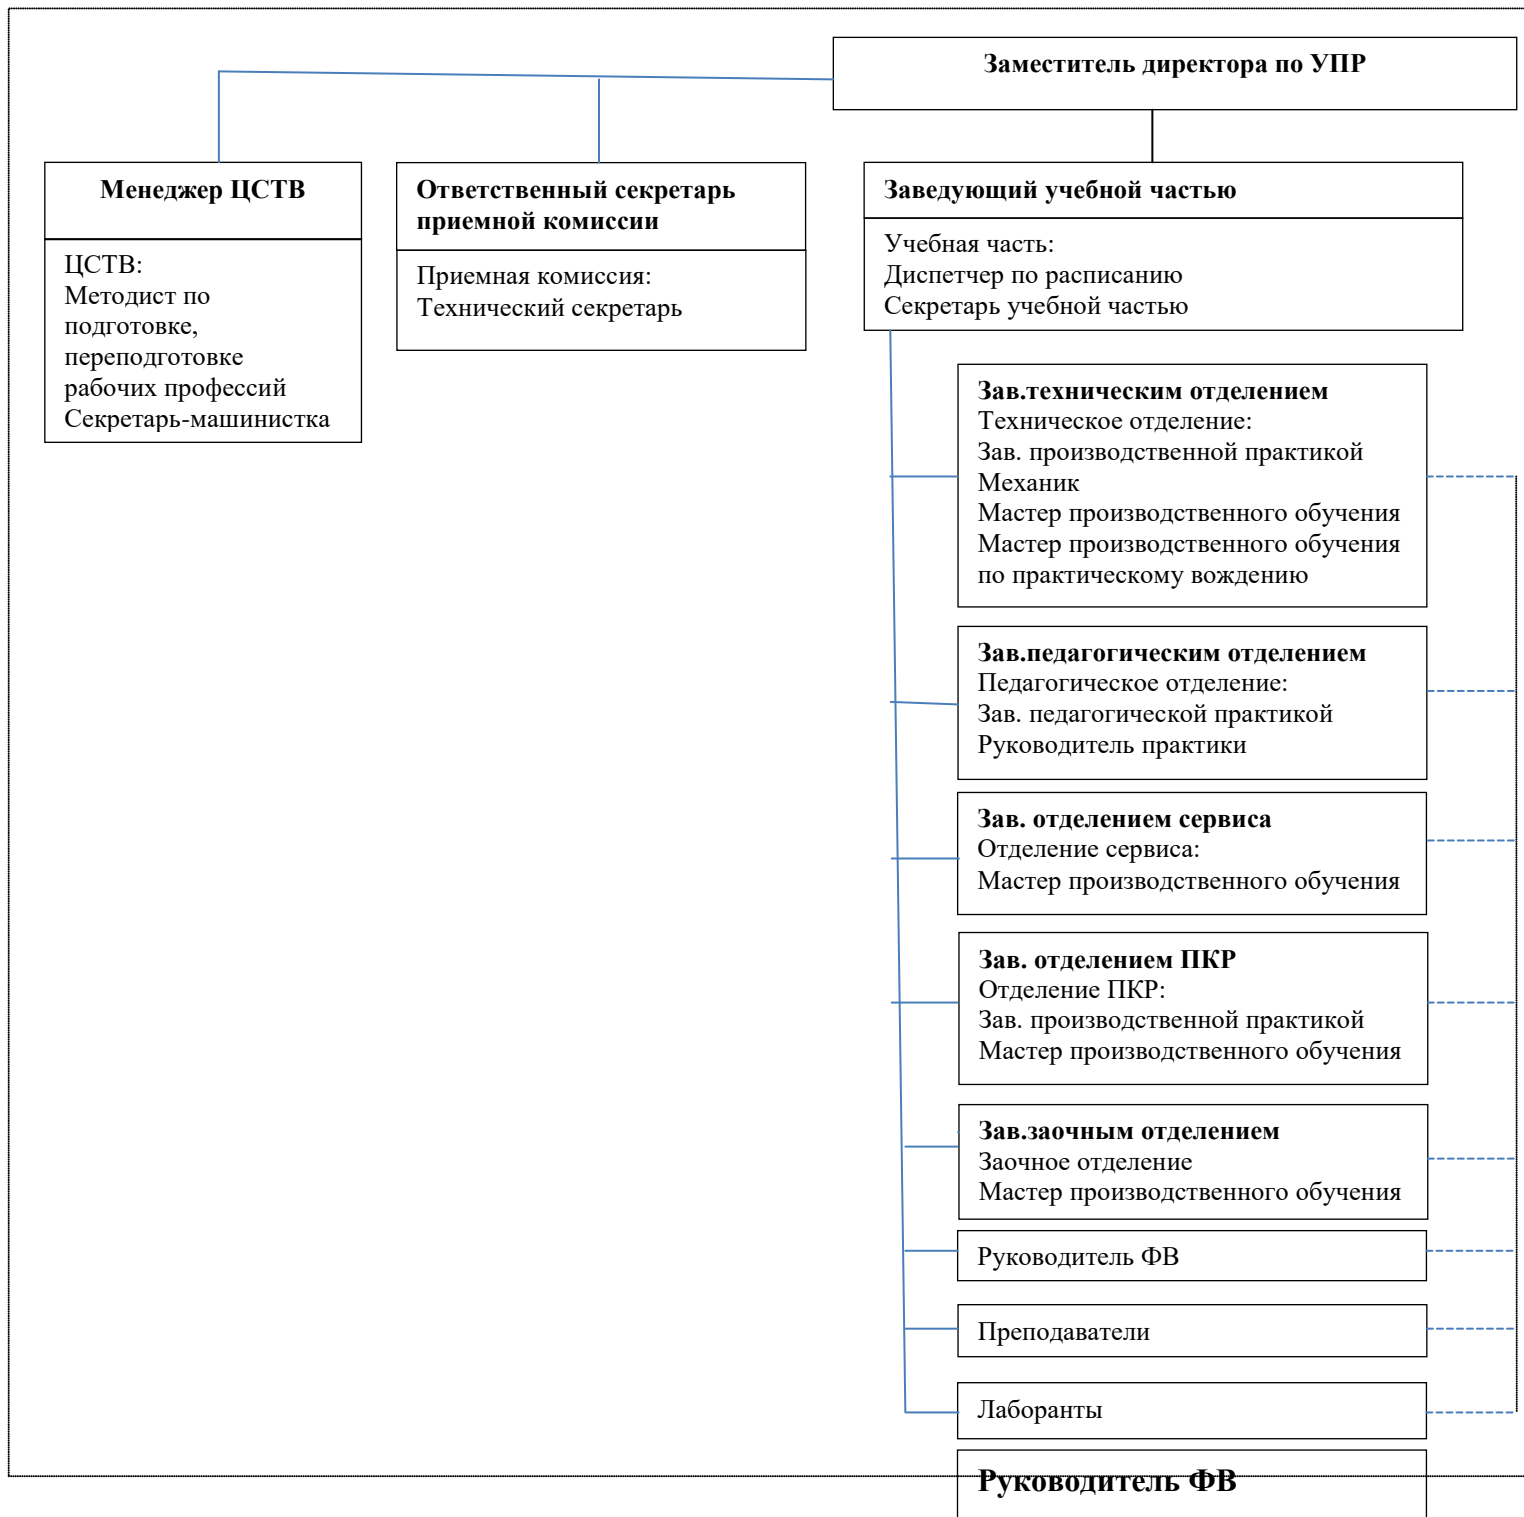 Заместитель директора по УПР
Менеджер ЦСТВ
ЦСТВ:
Методист по
подготовке,
переподготовке
рабочих профессий
Секретарь-машинистка
Ответственный секретарь
приемной комиссии
Приемная комиссия:
Технический секретарь
Заведующий учебной частью
Учебная часть:
Диспетчер по расписанию
Секретарь учебной частью
Зав.техническим отделением
Техническое отделение:
Зав. производственной практикой
Механик
Мастер производственного обучения
Мастер производственного обучения
по практическому вождению
Зав.педагогическим отделением
Педагогическое отделение:
Зав. педагогической практикой
Руководитель практики
Зав. отделением сервиса
Отделение сервиса:
Мастер производственного обучения
Зав. отделением ПКР
Отделение ПКР:
Зав. производственной практикой
Мастер производственного обучения
Зав.заочным отделением
Заочное отделение
Мастер производственного обучения
Руководитель ФВ
Преподаватели
Лаборанты
Руководитель ФВ